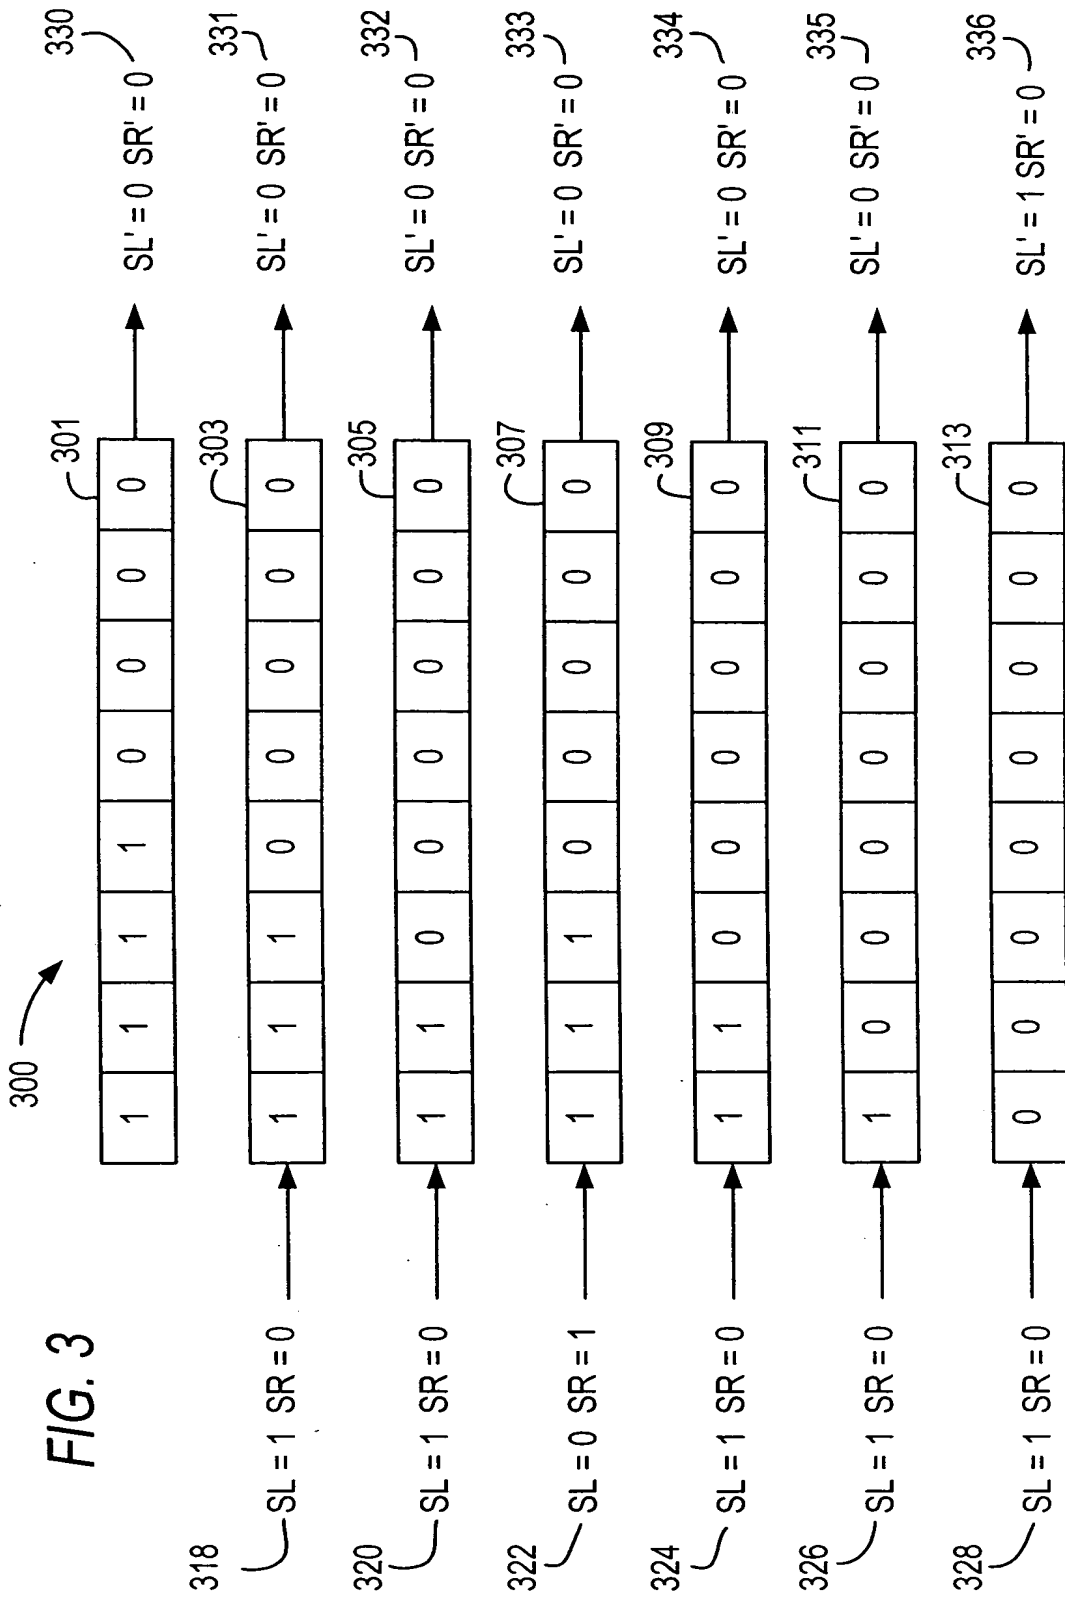 FIG. 3
300
301
1 1 1 1 0 0 0 0
SL' = 0 SR' = 0
330
318
SL = 1 SR = 0
303
1 1 1 0 0 0 0 0
SL' = 0 SR' = 0
331
320
SL = 1 SR = 0
305
1 1 0 0 0 0 0 0
SL' = 0 SR' = 0
332
322
SL = 0 SR = 1
307
1 1 1 0 0 0 0 0
SL' = 0 SR' = 0
333
324
SL = 1 SR = 0
309
1 1 0 0 0 0 0 0
SL' = 0 SR' = 0
334
326
SL = 1 SR = 0
311
1 0 0 0 0 0 0 0
SL' = 0 SR' = 0
335
328
SL = 1 SR = 0
313
0 0 0 0 0 0 0 0
SL' = 1 SR' = 0
336